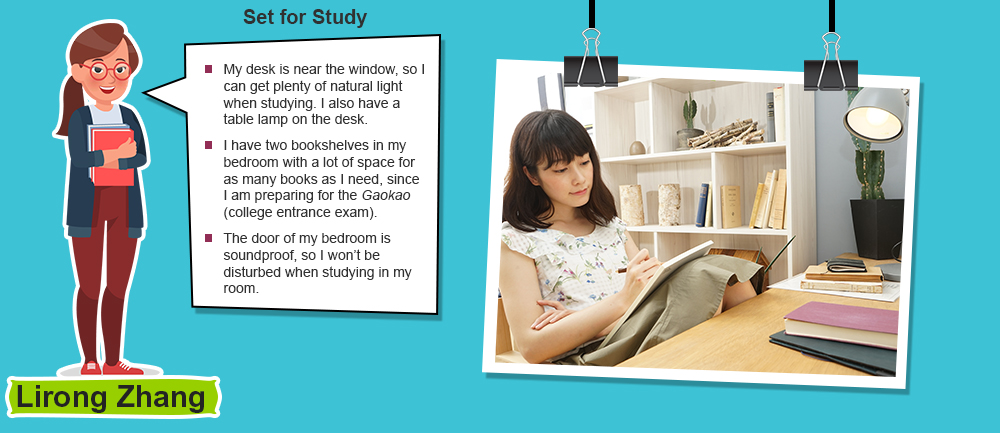 Set for Study
My desk is near the window, so I
can get plenty of natural light
when studying. I also have a
table lamp on the desk.
I have two bookshelves in my
bedroom with a lot of space for
as many books as I need, since
I am preparing for the Gaokao
(college entrance exam).
The door of my bedroom is
soundproof, so I won’t be
disturbed when studying in my
room.
Lirong Zhang